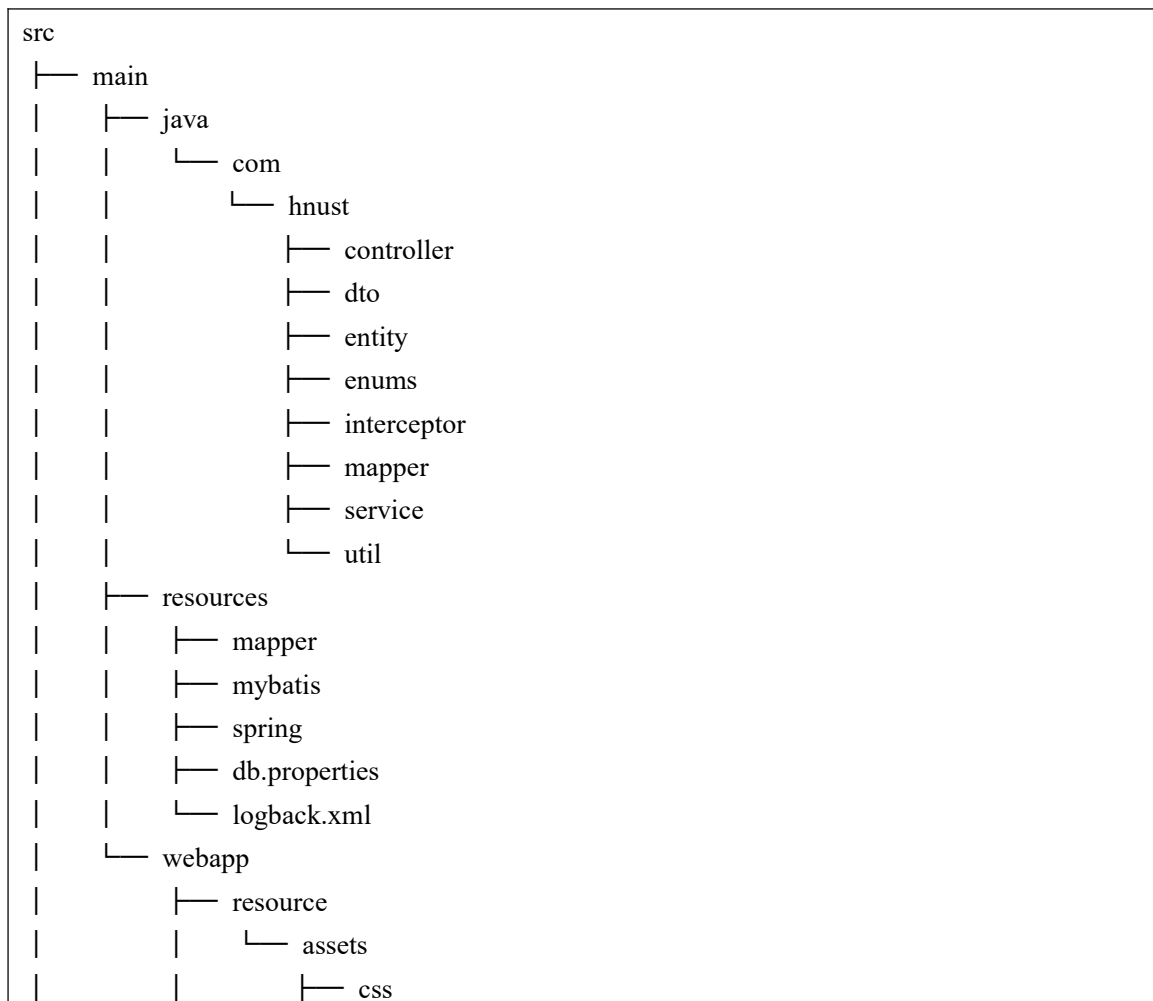 src
├── main
│ ├── java
│ │ └── com
│ │ └── hnust
│ │ ├── controller
│ │ ├── dto
│ │ ├── entity
│ │ ├── enums
│ │ ├── interceptor
│ │ ├── mapper
│ │ ├── service
│ │ └── util
│ ├── resources
│ │ ├── mapper
│ │ ├── mybatis
│ │ ├── spring
│ │ ├── db.properties
│ │ └── logback.xml
│ └── webapp
│ ├── resource
│ │ └── assets
│ │ ├── css